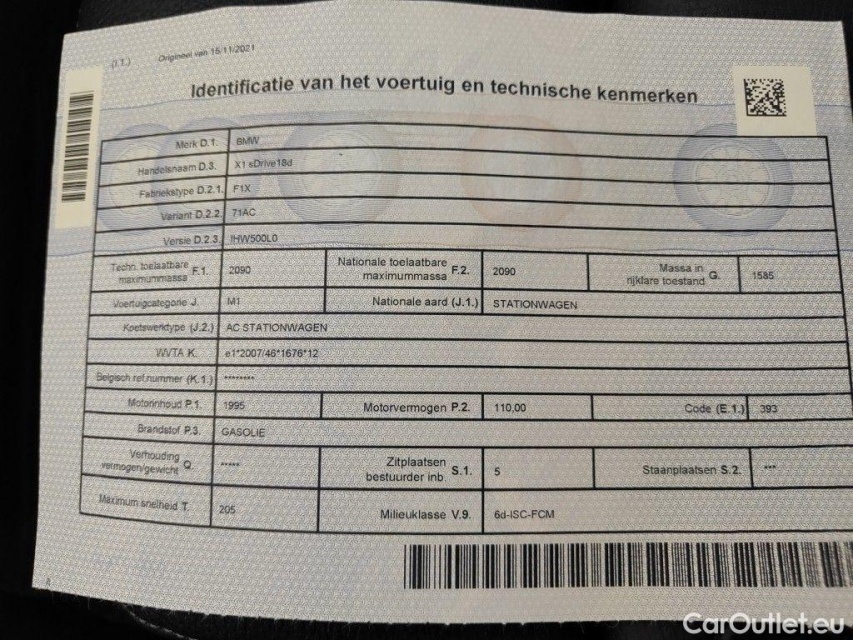 (I.1.) Origineel van 15/11/2021
Identificatie van het voertuig en technische kenmerken
Merk D.1. BMW
Handelsnaam D.3. X1 sDrive18d
Fabriekstype D.2.1. F1X
Variant D.2.2. 71AC
Versie D.2.3. !HW500L0
Techn. toelaatbare maximummassa F.1. 2090 Nationale toelaatbare maximummassa F.2. 2090 Massa in rijklare toestand G. 1585
Voertuigcategorie J. M1 Nationale aard (J.1.) STATIONWAGEN
Koetswerktype (J.2.) AC STATIONWAGEN
WVTA K. e1*2007/46*1676*12
Belgisch ref.nummer (K.1.) ********
Motorinhoud P.1. 1995 Motorvermogen P.2. 110,00 Code (E.1.) 393
Brandstof P.3. GASOLIE
Verhouding vermogen/gewicht Q. ***** Zitplaatsen bestuurder inb. S.1. 5 Staanplaatsen S.2. ***
Maximum snelheid T. 205 Milieuklasse V.9. 6d-ISC-FCM
CarOutlet.eu